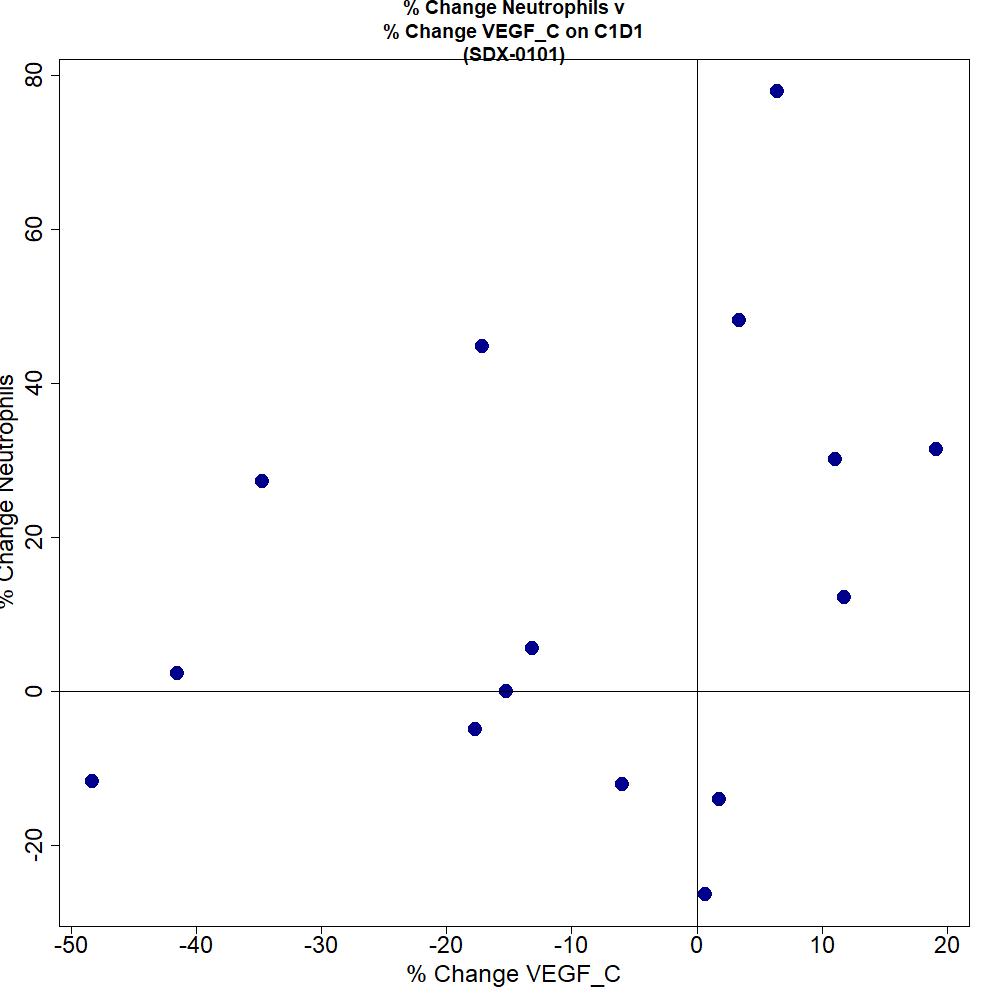 % Change Neutrophils v
% Change VEGF_C on C1D1
(SDX-0101)
% Change Neutrophils
80
60
40
20
0
-20
-50 -40 -30 -20 -10 0 10 20
% Change VEGF_C